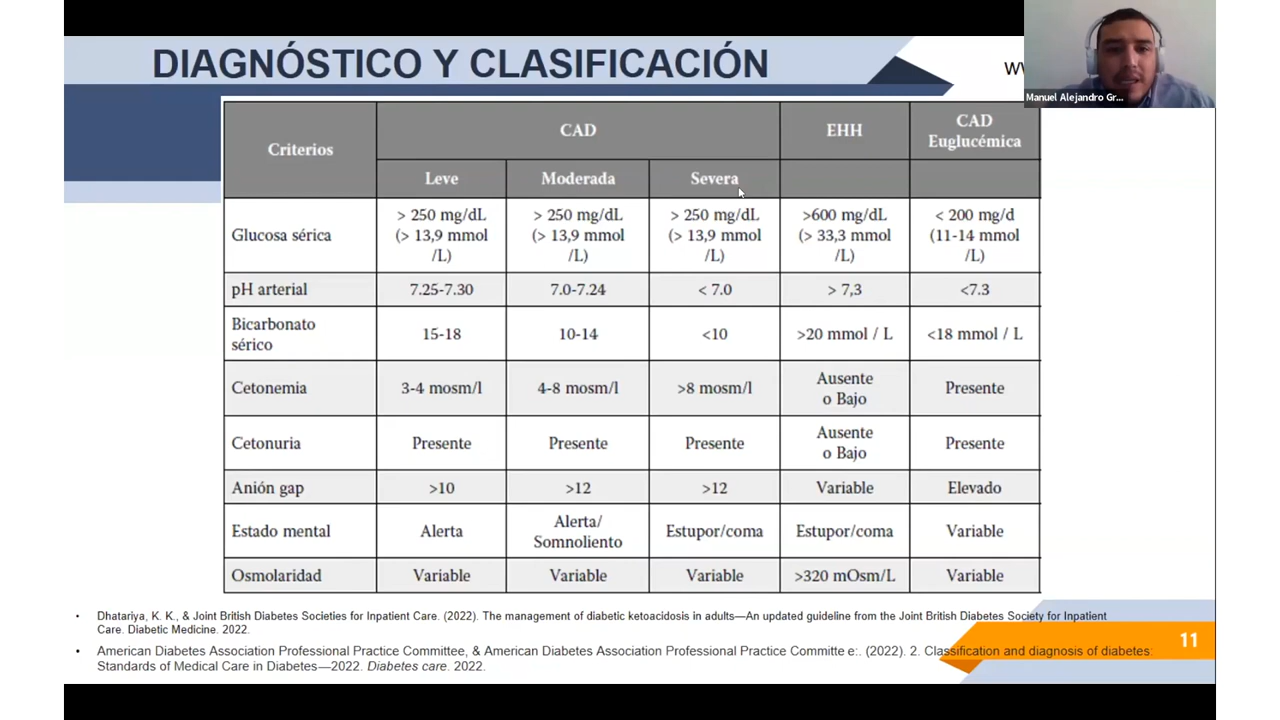 DIAGNÓSTICO Y CLASIFICACIÓN
Manuel Alejandro Gr...
Criterios
CAD
EHH
CAD
Euglucémica
Leve
Moderada
Severa
Glucosa sérica
> 250 mg/dL
(> 13,9 mmol
/L)
> 250 mg/dL
(> 13,9 mmol
/L)
> 250 mg/dL
(> 13,9 mmol
/L)
>600 mg/dL
(> 33,3 mmol
/L)
< 200 mg/d
(11-14 mmol
/L)
pH arterial
7.25-7.30
7.0-7.24
< 7.0
> 7,3
<7.3
Bicarbonato
sérico
15-18
10-14
<10
>20 mmol / L
<18 mmol / L
Cetonemia
3-4 mosm/l
4-8 mosm/l
>8 mosm/l
Ausente
o Bajo
Presente
Cetonuria
Presente
Presente
Presente
Ausente
o Bajo
Presente
Anión gap
>10
>12
>12
Variable
Elevado
Estado mental
Alerta
Alerta/
Somnoliento
Estupor/coma
Estupor/coma
Variable
Osmolaridad
Variable
Variable
Variable
>320 mOsm/L
Variable
• Dhatariya, K. K., & Joint British Diabetes Societies for Inpatient Care. (2022). The management of diabetic ketoacidosis in adults—An updated guideline from the Joint British Diabetes Society for Inpatient
Care. Diabetic Medicine. 2022.
• American Diabetes Association Professional Practice Committee, & American Diabetes Association Professional Practice Committe e:. (2022). 2. Classification and diagnosis of diabetes:
Standards of Medical Care in Diabetes—2022. Diabetes care. 2022.
11